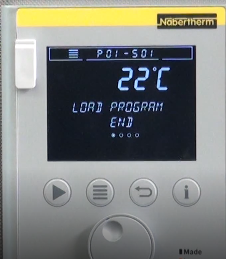 Nabertherm
P01-S01
22°C
LOAD PROGRAM
END
i
Mode